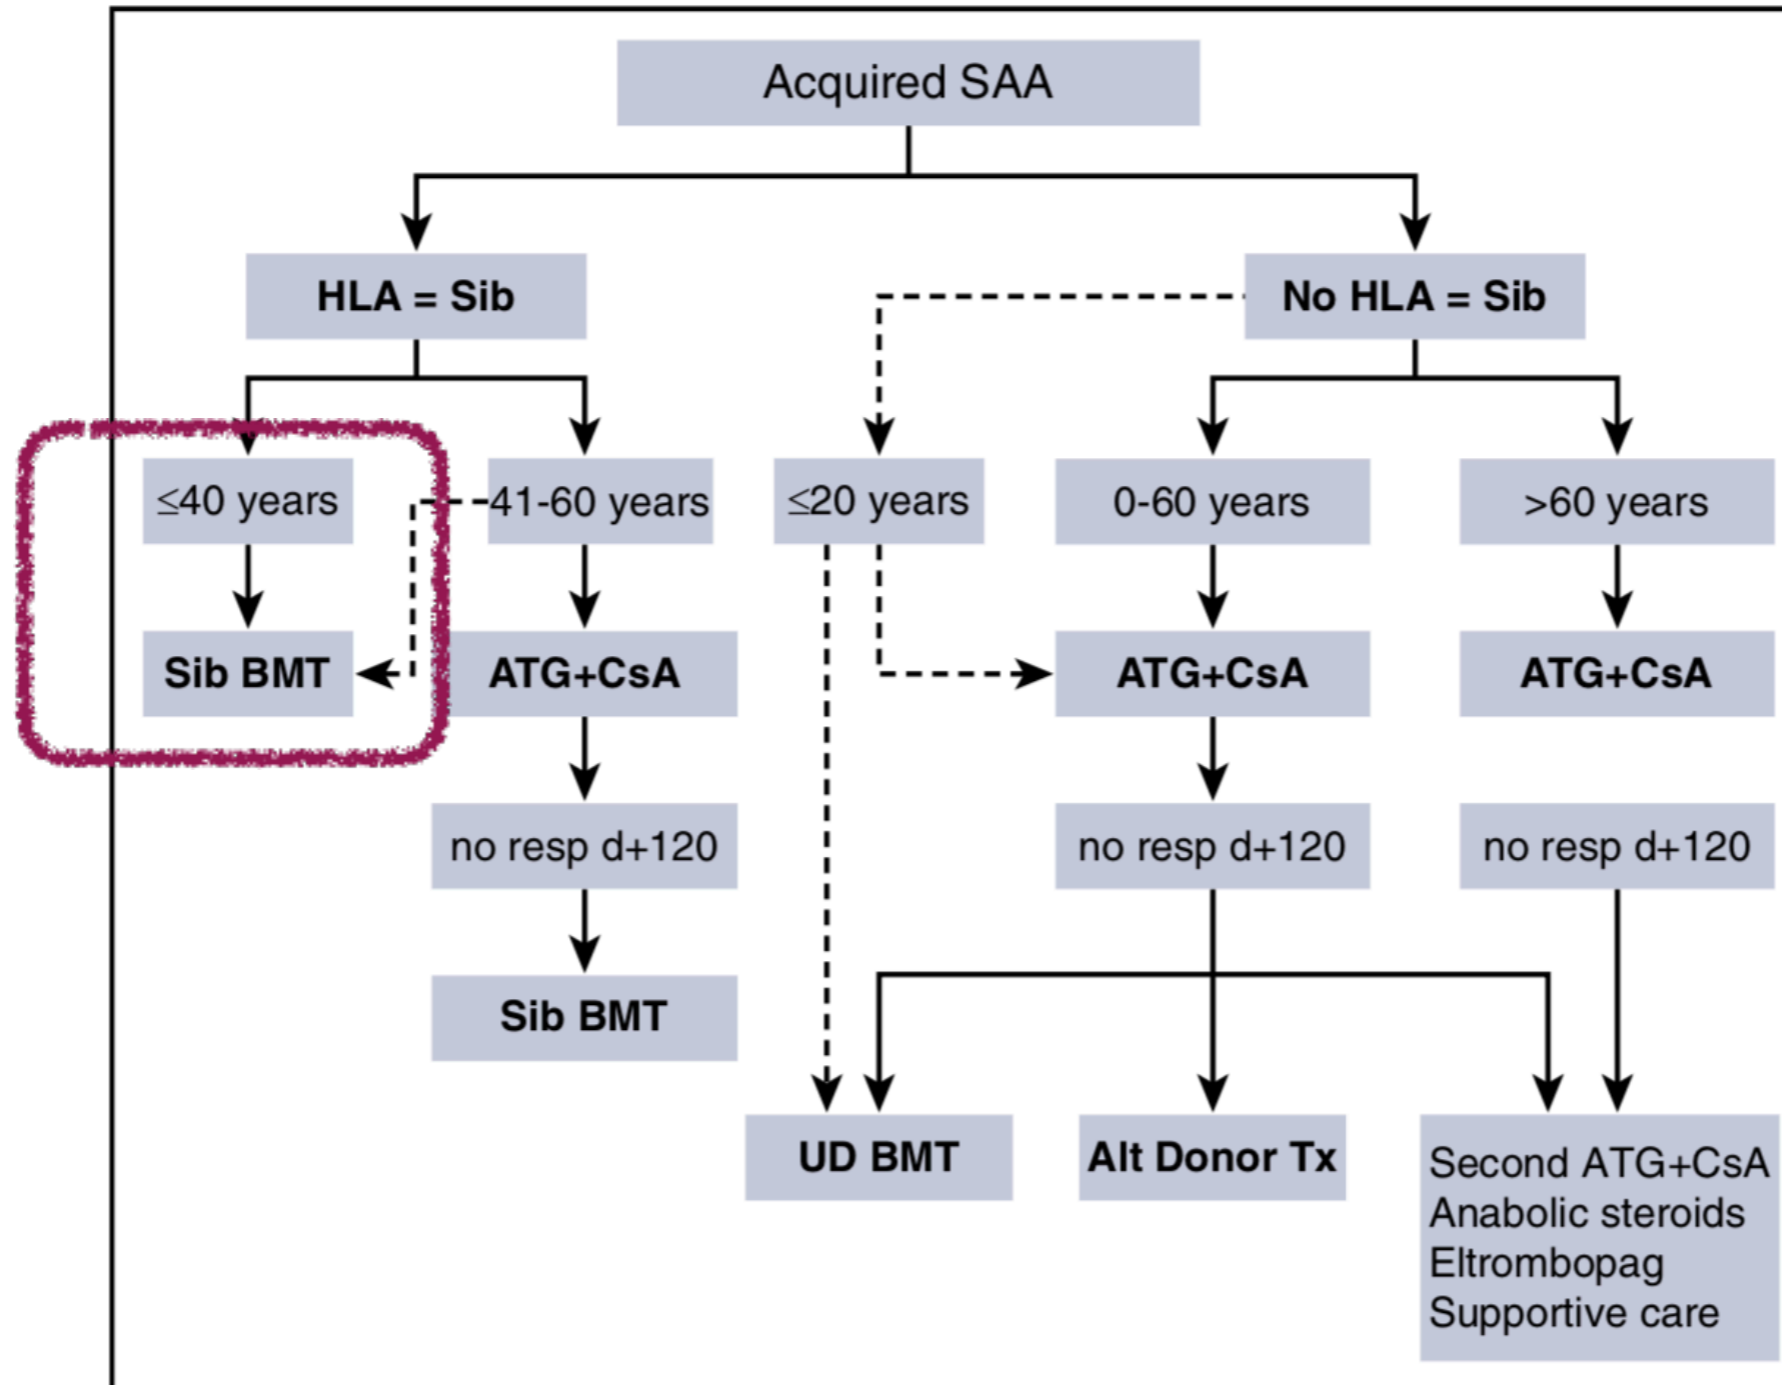 Acquired SAA
HLA = Sib
No HLA = Sib
≤40 years
41-60 years
≤20 years
0-60 years
>60 years
Sib BMT
ATG+CsA
ATG+CsA
ATG+CsA
no resp d+120
no resp d+120
no resp d+120
Sib BMT
UD BMT
Alt Donor Tx
Second ATG+CsA
Anabolic steroids
Eltrombopag
Supportive care